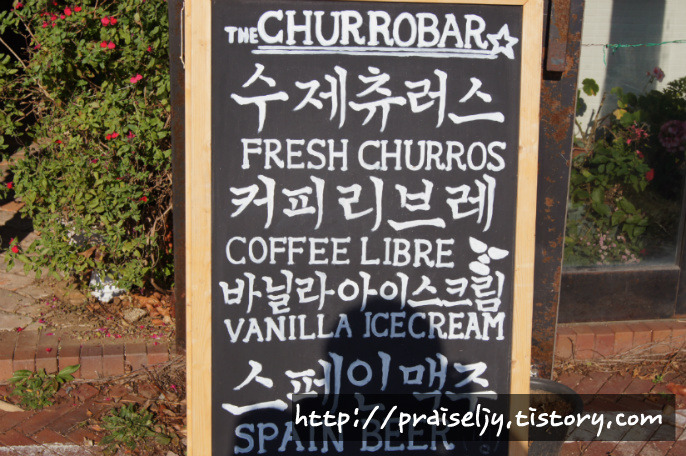 THE CHURROBAR
수제츄러스
FRESH CHURROS
커피리브레
COFFEE LIBRE
바닐라아이스크림
VANILLA ICECREAM
스페인맥주
SPAIN BEER
http://praiseljy.tistory.com